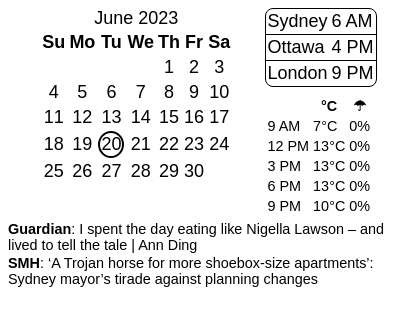 June 2023
Su Mo Tu We Th Fr Sa
1 2 3
4 5 6 7 8 9 10
11 12 13 14 15 16 17
18 19 20 21 22 23 24
25 26 27 28 29 30
Sydney 6 AM
Ottawa 4 PM
London 9 PM
°C ☂
9 AM 7°C 0%
12 PM 13°C 0%
3 PM 13°C 0%
6 PM 13°C 0%
9 PM 10°C 0%
Guardian: I spent the day eating like Nigella Lawson – and
lived to tell the tale | Ann Ding
SMH: ‘A Trojan horse for more shoebox-size apartments’:
Sydney mayor’s tirade against planning changes